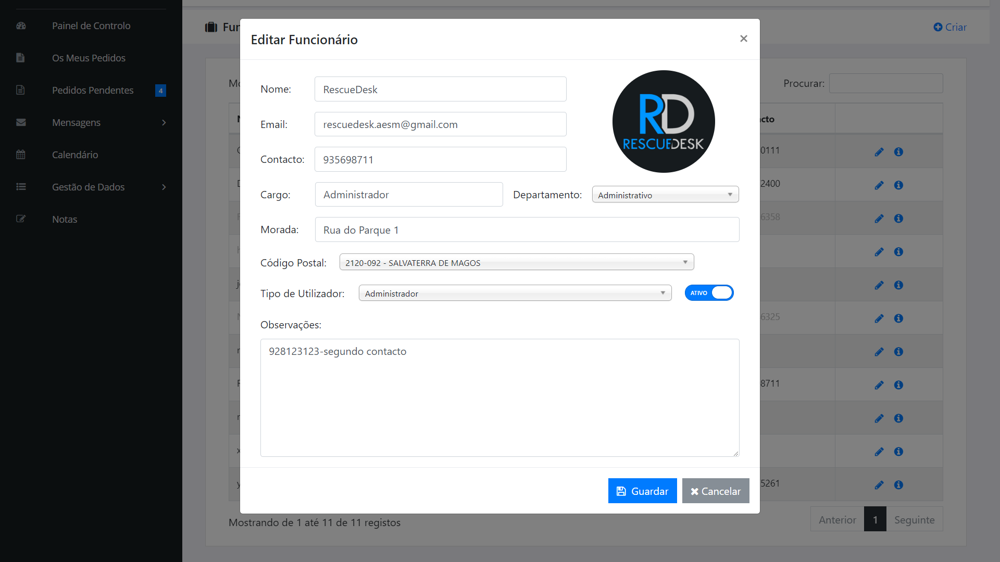 Painel de Controlo
Os Meus Pedidos
Pedidos Pendentes 4
Mensagens
Calendário
Gestão de Dados
Notas
Criar
Editar Funcionário ×
Nome: RescueDesk
Email: rescuedesk.aesm@gmail.com
Contacto: 935698711
RD
RESCUEDESK
Cargo: Administrador Departamento: Administrativo
Morada: Rua do Parque 1
Código Postal: 2120-092 - SALVATERRA DE MAGOS
Tipo de Utilizador: Administrador ATIVO
Observações:
928123123-segundo contacto
Guardar Cancelar
Procurar:
0111
2400
6358
6325
8711
5261
Mostrando de 1 até 11 de 11 registos
Anterior 1 Seguinte